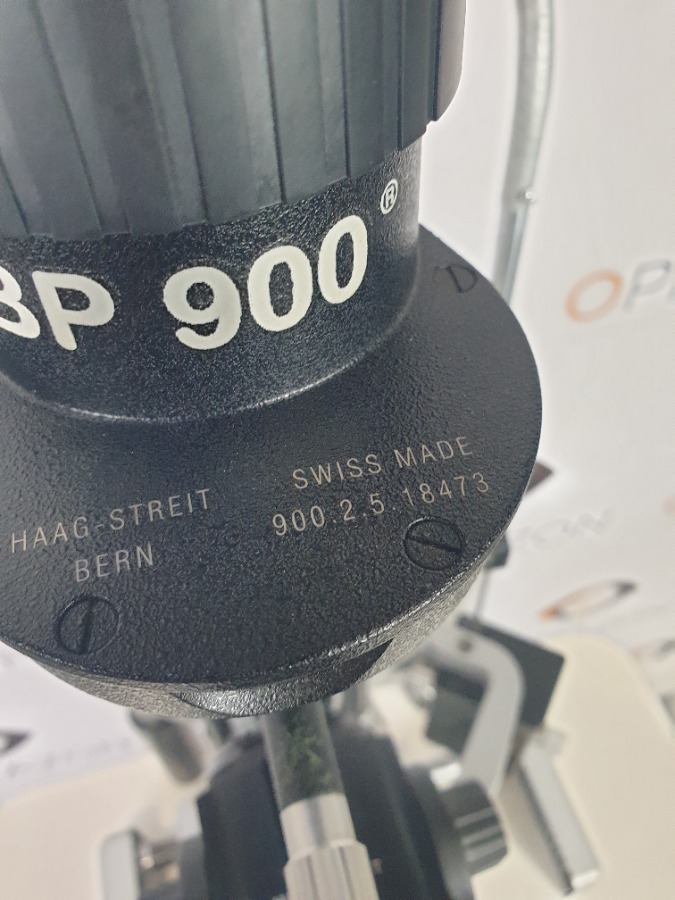 BP 900®
SWISS MADE
900.2.5.18473
HAAG-STREIT
BERN